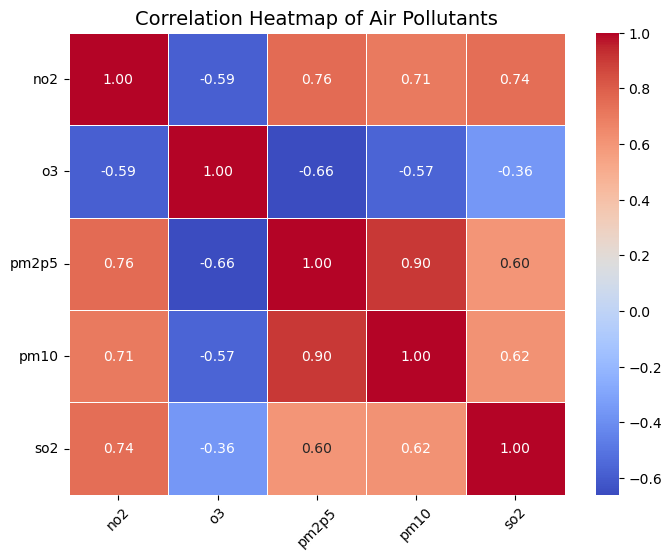 Correlation Heatmap of Air Pollutants
no2 1.00 -0.59 0.76 0.71 0.74
o3 -0.59 1.00 -0.66 -0.57 -0.36
pm2p5 0.76 -0.66 1.00 0.90 0.60
pm10 0.71 -0.57 0.90 1.00 0.62
so2 0.74 -0.36 0.60 0.62 1.00
no2 o3 pm2p5 pm10 so2
1.0
0.8
0.6
0.4
0.2
0.0
−0.2
−0.4
−0.6